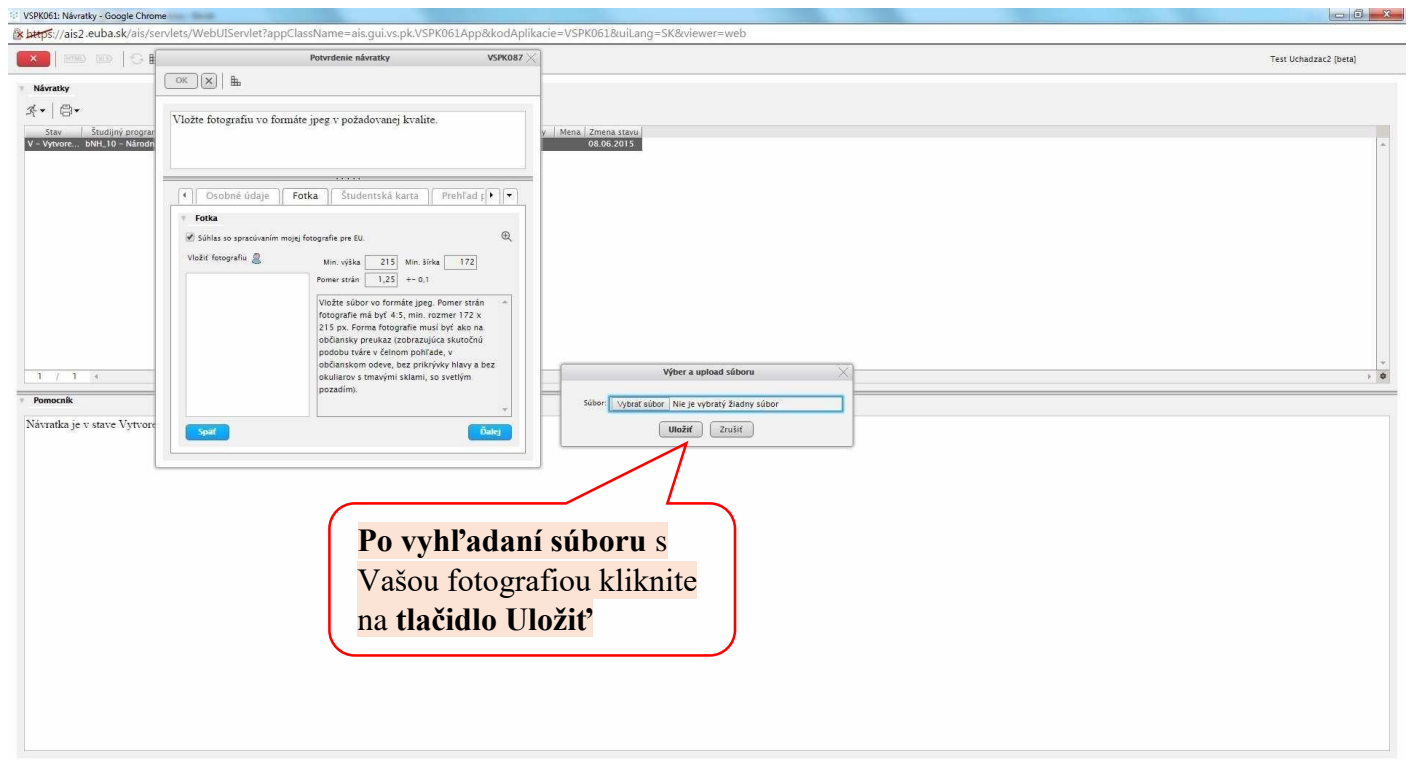 VSPK061: Návratky - Google Chrome
https://ais2.euba.sk/ais/servlets/WebUIServlet?appClassName=ais.gui.vs.pk.VSPK061App&kodAplikacie=VSPK061&uiLang=SK&viewer=web
Test Uchadzac2 [beta]
Potvrdenie návratky VSPK087
OK
Návratky
Vložte fotografiu vo formáte jpeg v požadovanej kvalite.
Stav Študijný progra
y Mena Zmena stavu
V – Vytvore... bNH_10 – Národn
08.06.2015
Osobné údaje Fotka Študentská karta Prehľad p
Fotka
Súhlas so spracúvaním mojej fotografie pre EU.
Vložiť fotografiu
Min. výška 215 Min. šírka 172
Pomer strán 1,25 +- 0,1
Vložte súbor vo formáte jpeg. Pomer strán
fotografie má byť 4:5, min. rozmer 172 x
215 px. Forma fotografie musí byť ako na
občiansky preukaz (zobrazujúca skutočnú
podobu tváre v čelnom pohľade, v
občianskom odeve, bez prikrývky hlavy a bez
okuliarov s tmavými sklami, so svetlým
pozadím).
1 / 1
Späť
Ďalej
Výber a upload súboru
Súbor: Vybrať súbor Nie je vybratý žiadny súbor
Uložiť Zrušiť
Pomocník
Návratka je v stave Vytvore
Po vyhľadaní súboru s
Vašou fotografiou kliknite
na tlačidlo Uložiť